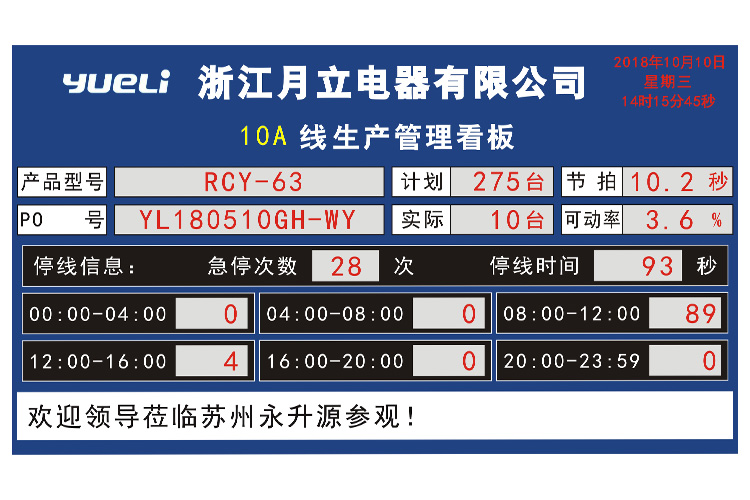 YUELI 浙江月立电器有限公司
2018年10月10日
星期三
14时15分45秒
10A 线生产管理看板
产品型号 RCY-63 计划 275台 节 拍 10.2 秒
PO 号 YL180510GH-WY 实际 10台 可动率 3.6 %
停线信息: 急停次数 28 次 停线时间 93 秒
00:00-04:00 0 04:00-08:00 0 08:00-12:00 89
12:00-16:00 4 16:00-20:00 0 20:00-23:59 0
欢迎领导莅临苏州永升源参观!